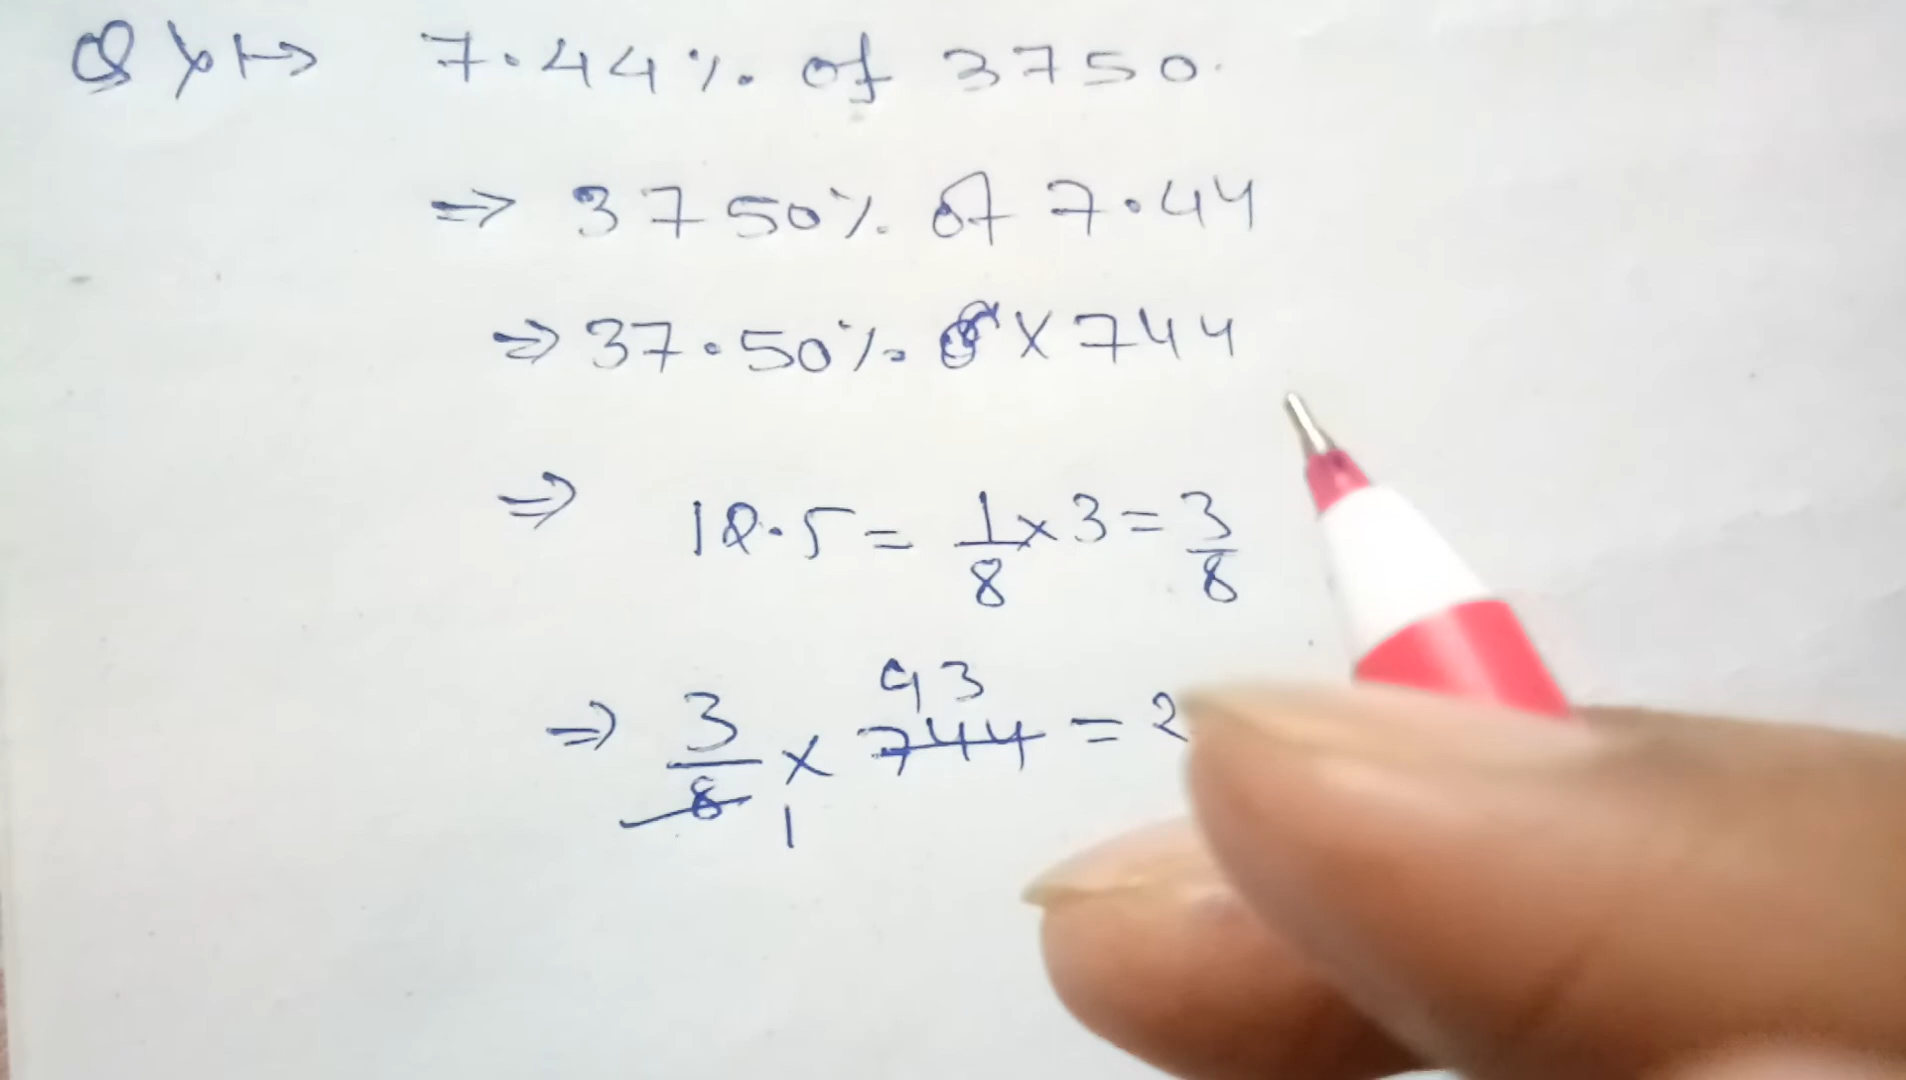 Q → 7.44% of 3750.
⇒ 3750% of 7.44
⇒ 37.50% × 744
⇒ 12.5 = 1/8 × 3 = 3/8
93
⇒ 3/8 × 744 = 2
1